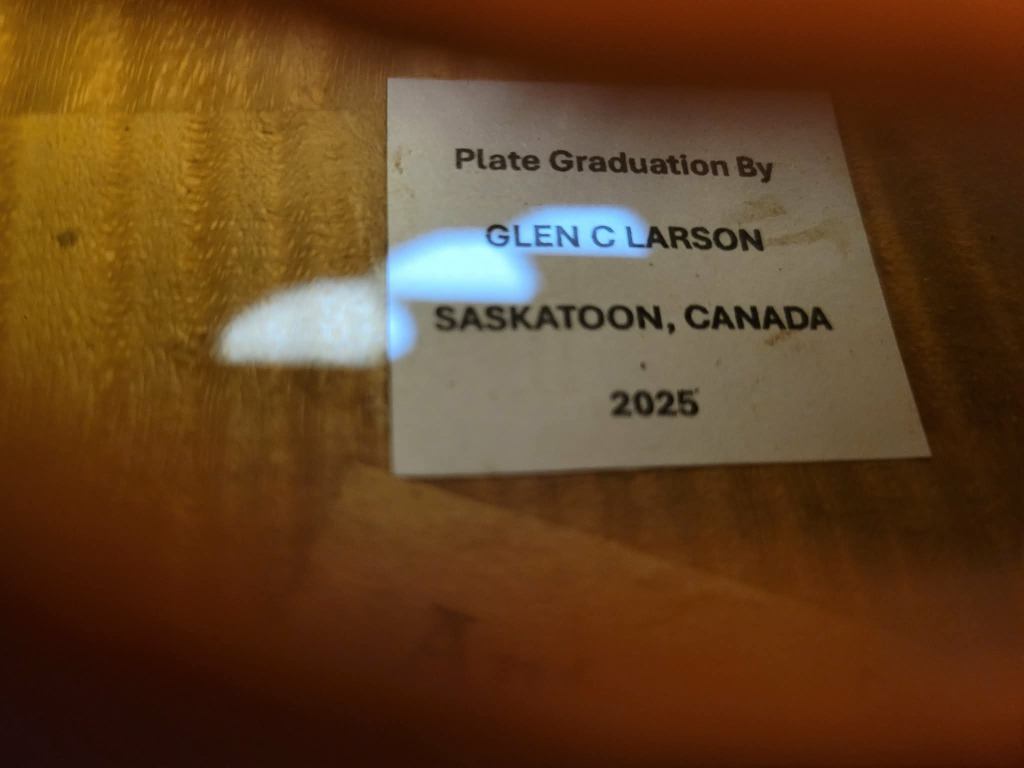 Plate Graduation By
GLEN C LARSON
SASKATOON, CANADA
2025